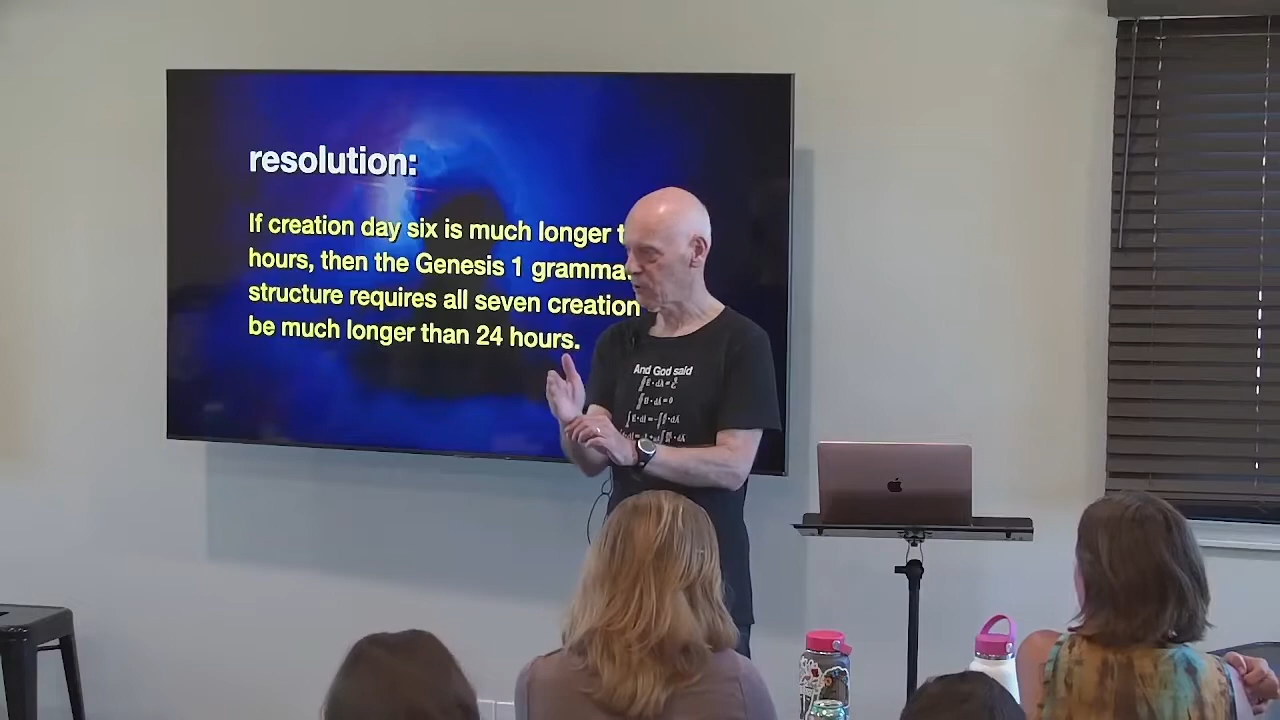 resolution:
If creation day six is much longer
hours, then the Genesis 1
structure requires all seven creation
be much longer than 24 hours.
And God said